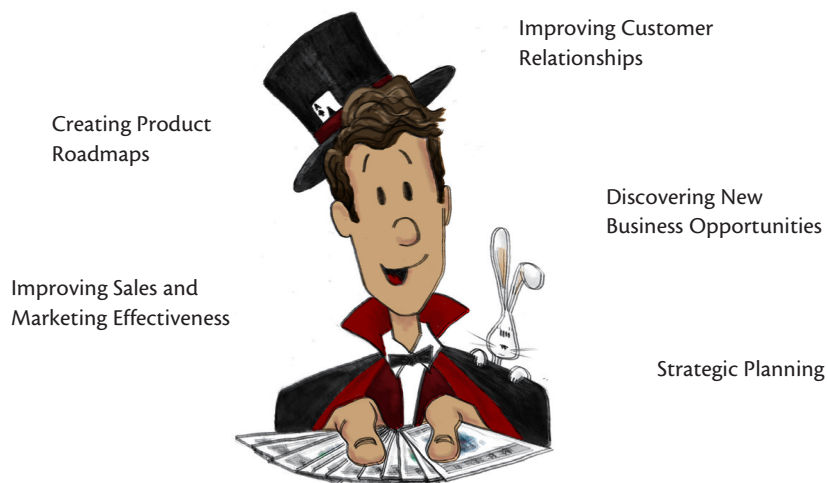 Improving Customer
Relationships
Creating Product
Roadmaps
Discovering New
Business Opportunities
Improving Sales and
Marketing Effectiveness
Strategic Planning
A